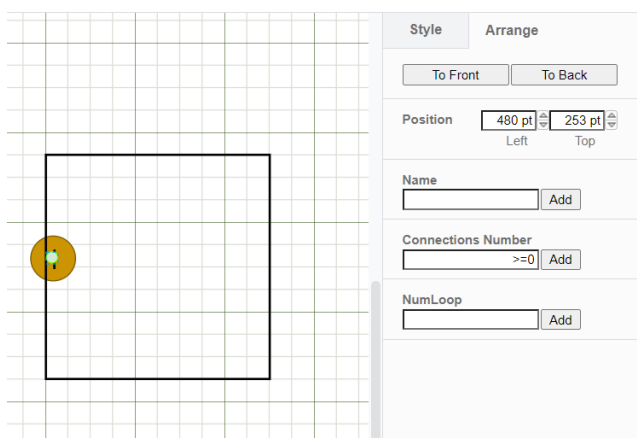 Style Arrange
To Front To Back
Position 480 pt 253 pt
Left Top
Name
Add
Connections Number
>=0 Add
NumLoop
Add